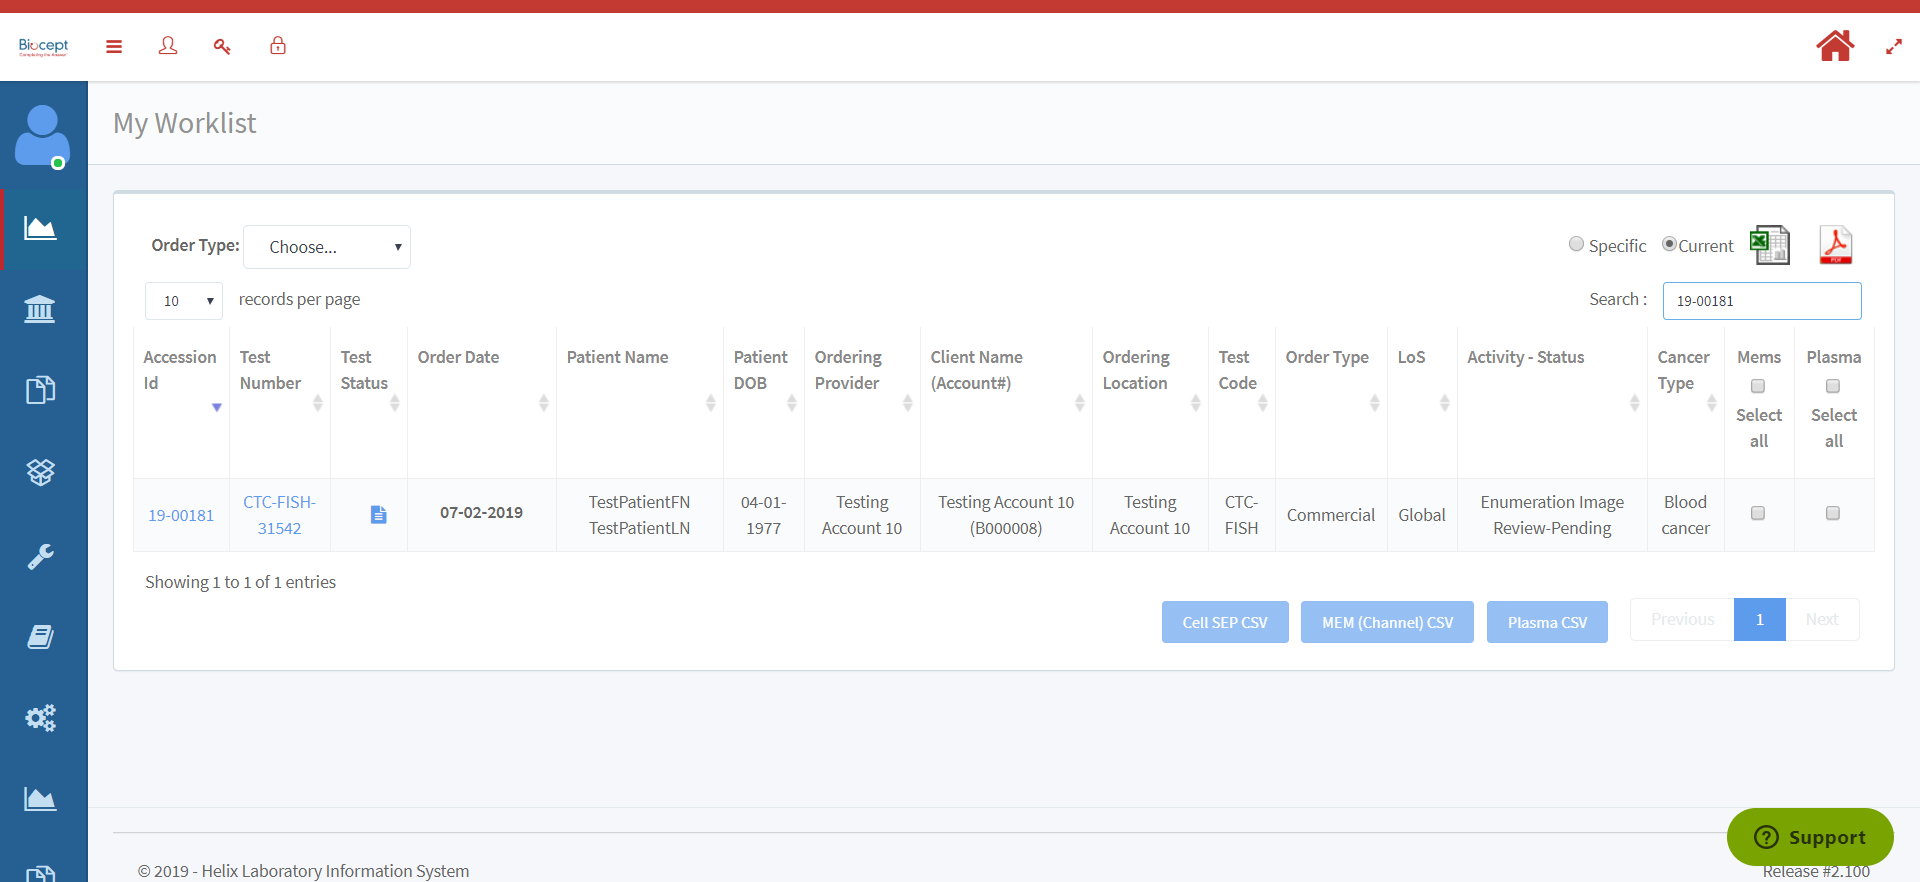 Biocept
My Worklist
Order Type: Choose...
Specific Current
PDF
10 records per page
Search : 19-00181
Accession Id
Test Number
Test Status
Order Date
Patient Name
Patient DOB
Ordering Provider
Client Name (Account#)
Ordering Location
Test Code
Order Type
LoS
Activity - Status
Cancer Type
Mems Select all
Plasma Select all
19-00181
CTC-FISH-31542
07-02-2019
TestPatientFN TestPatientLN
04-01-1977
Testing Account 10
Testing Account 10 (B000008)
Testing Account 10
CTC-FISH
Commercial
Global
Enumeration Image Review-Pending
Blood cancer
Showing 1 to 1 of 1 entries
Cell SEP CSV
MEM (Channel) CSV
Plasma CSV
Previous 1 Next
Support
© 2019 - Helix Laboratory Information System
Release #2.100